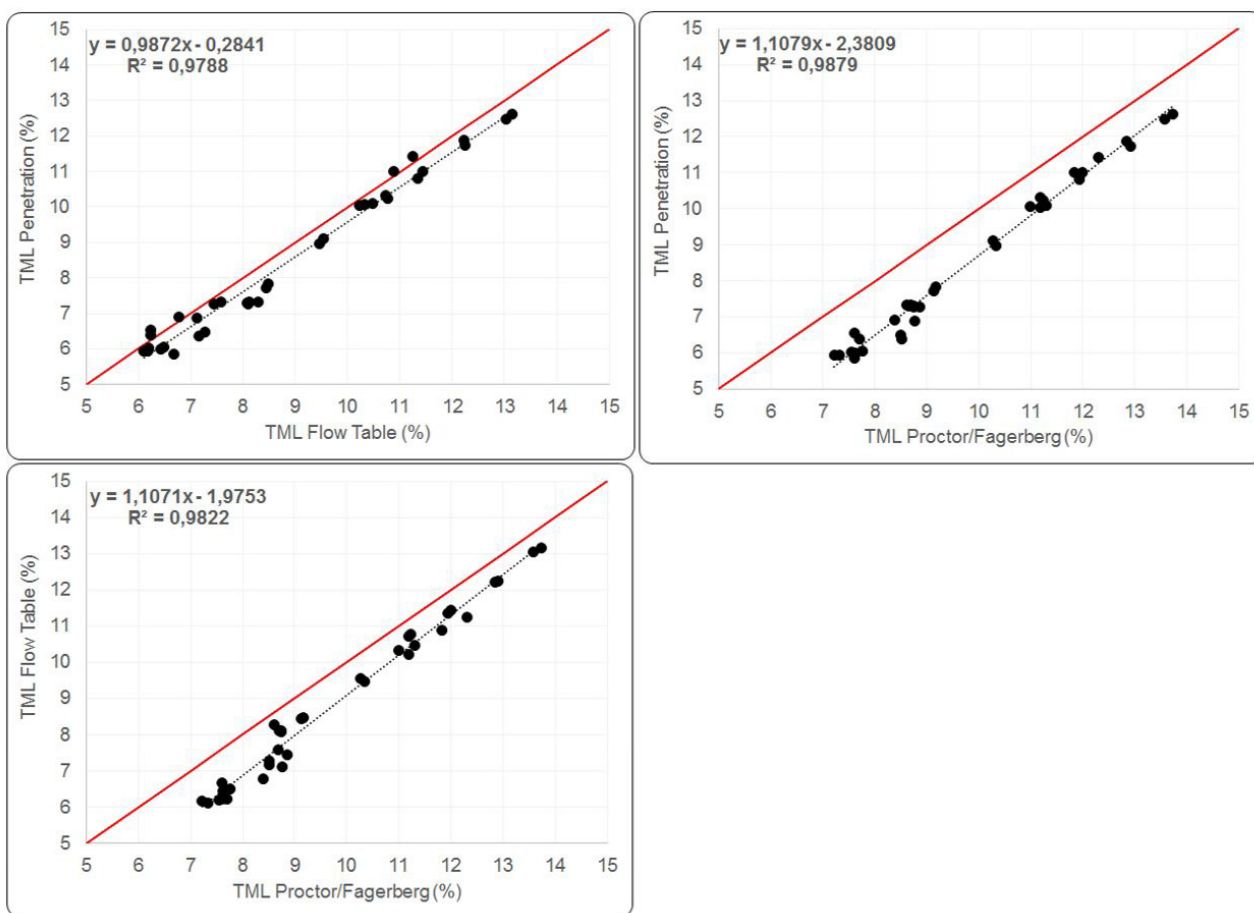 y = 0,9872x - 0,2841
R² = 0,9788
15
14
13
12
11
10
9
8
7
6
5
TML Penetration (%)
5 6 7 8 9 10 11 12 13 14 15
TML Flow Table (%)
y = 1,1079x - 2,3809
R² = 0,9879
15
14
13
12
11
10
9
8
7
6
5
TML Penetration (%)
5 6 7 8 9 10 11 12 13 14 15
TML Proctor/Fagerberg (%)
y = 1,1071x - 1,9753
R² = 0,9822
15
14
13
12
11
10
9
8
7
6
5
TML Flow Table (%)
5 6 7 8 9 10 11 12 13 14 15
TML Proctor/Fagerberg (%)